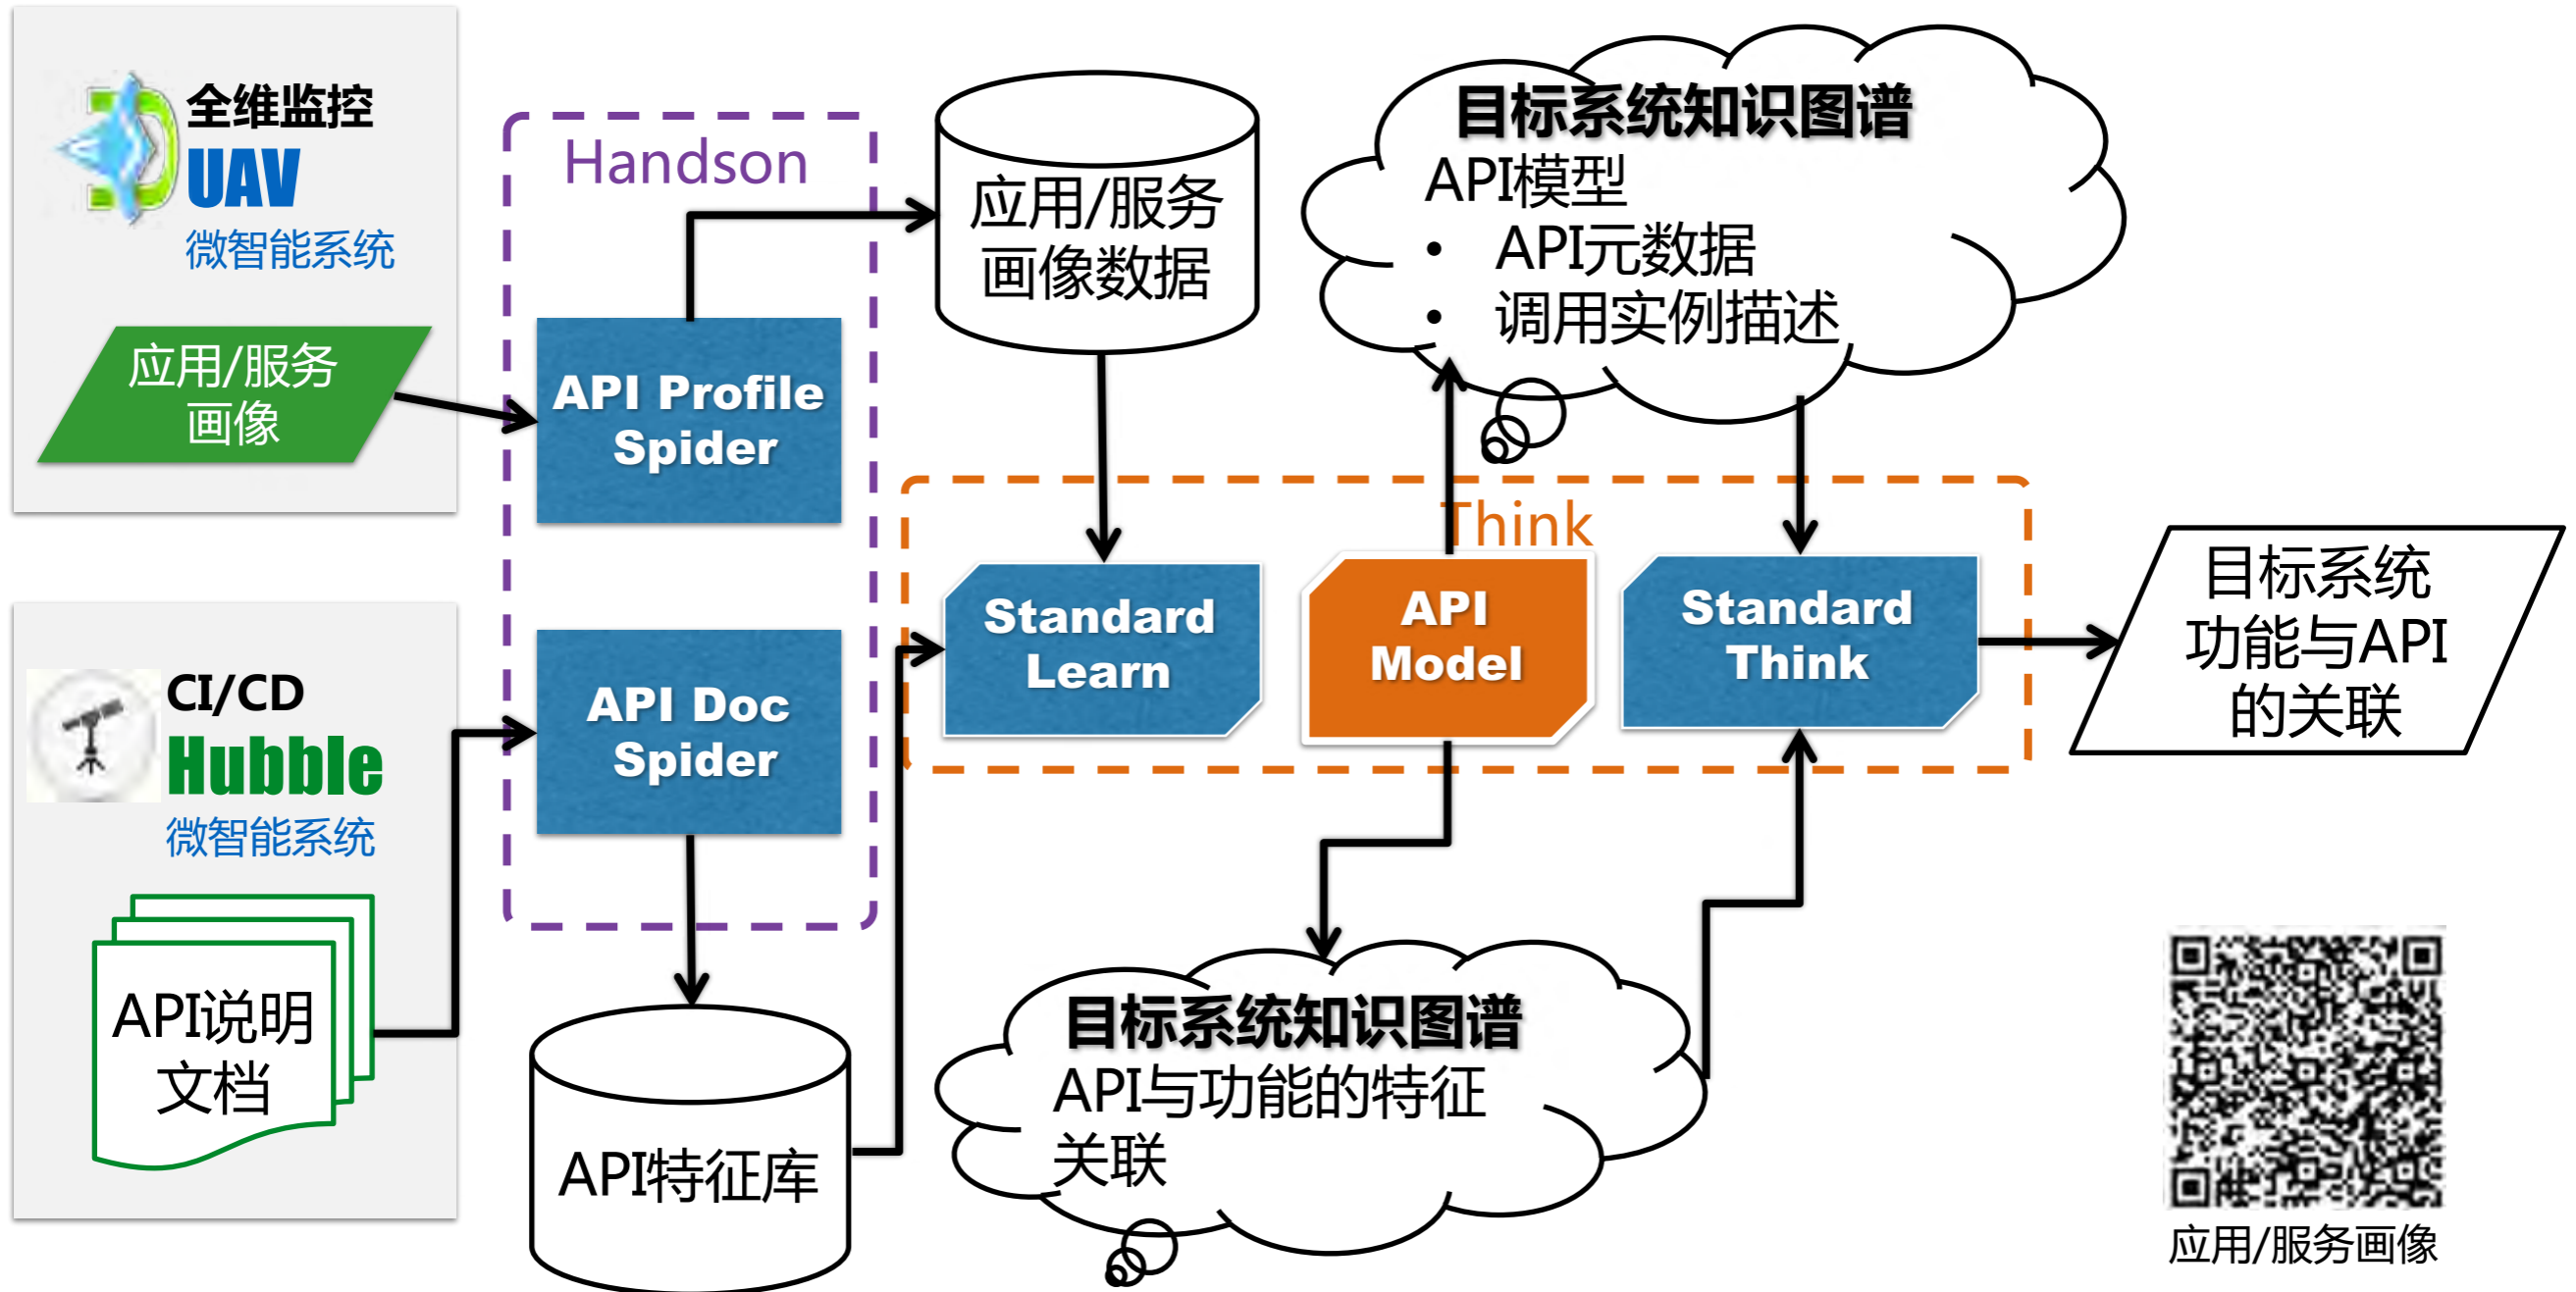 全维监控
UAV
微智能系统
应用/服务
画像
Handson
API Profile
Spider
API Doc
Spider
CI/CD
Hubble
微智能系统
API说明
文档
应用/服务
画像数据
API特征库
目标系统知识图谱
API模型
• API元数据
• 调用实例描述
Think
Standard
Learn
API
Model
Standard
Think
目标系统
功能与API
的关联
目标系统知识图谱
API与功能的特征
关联
应用/服务画像